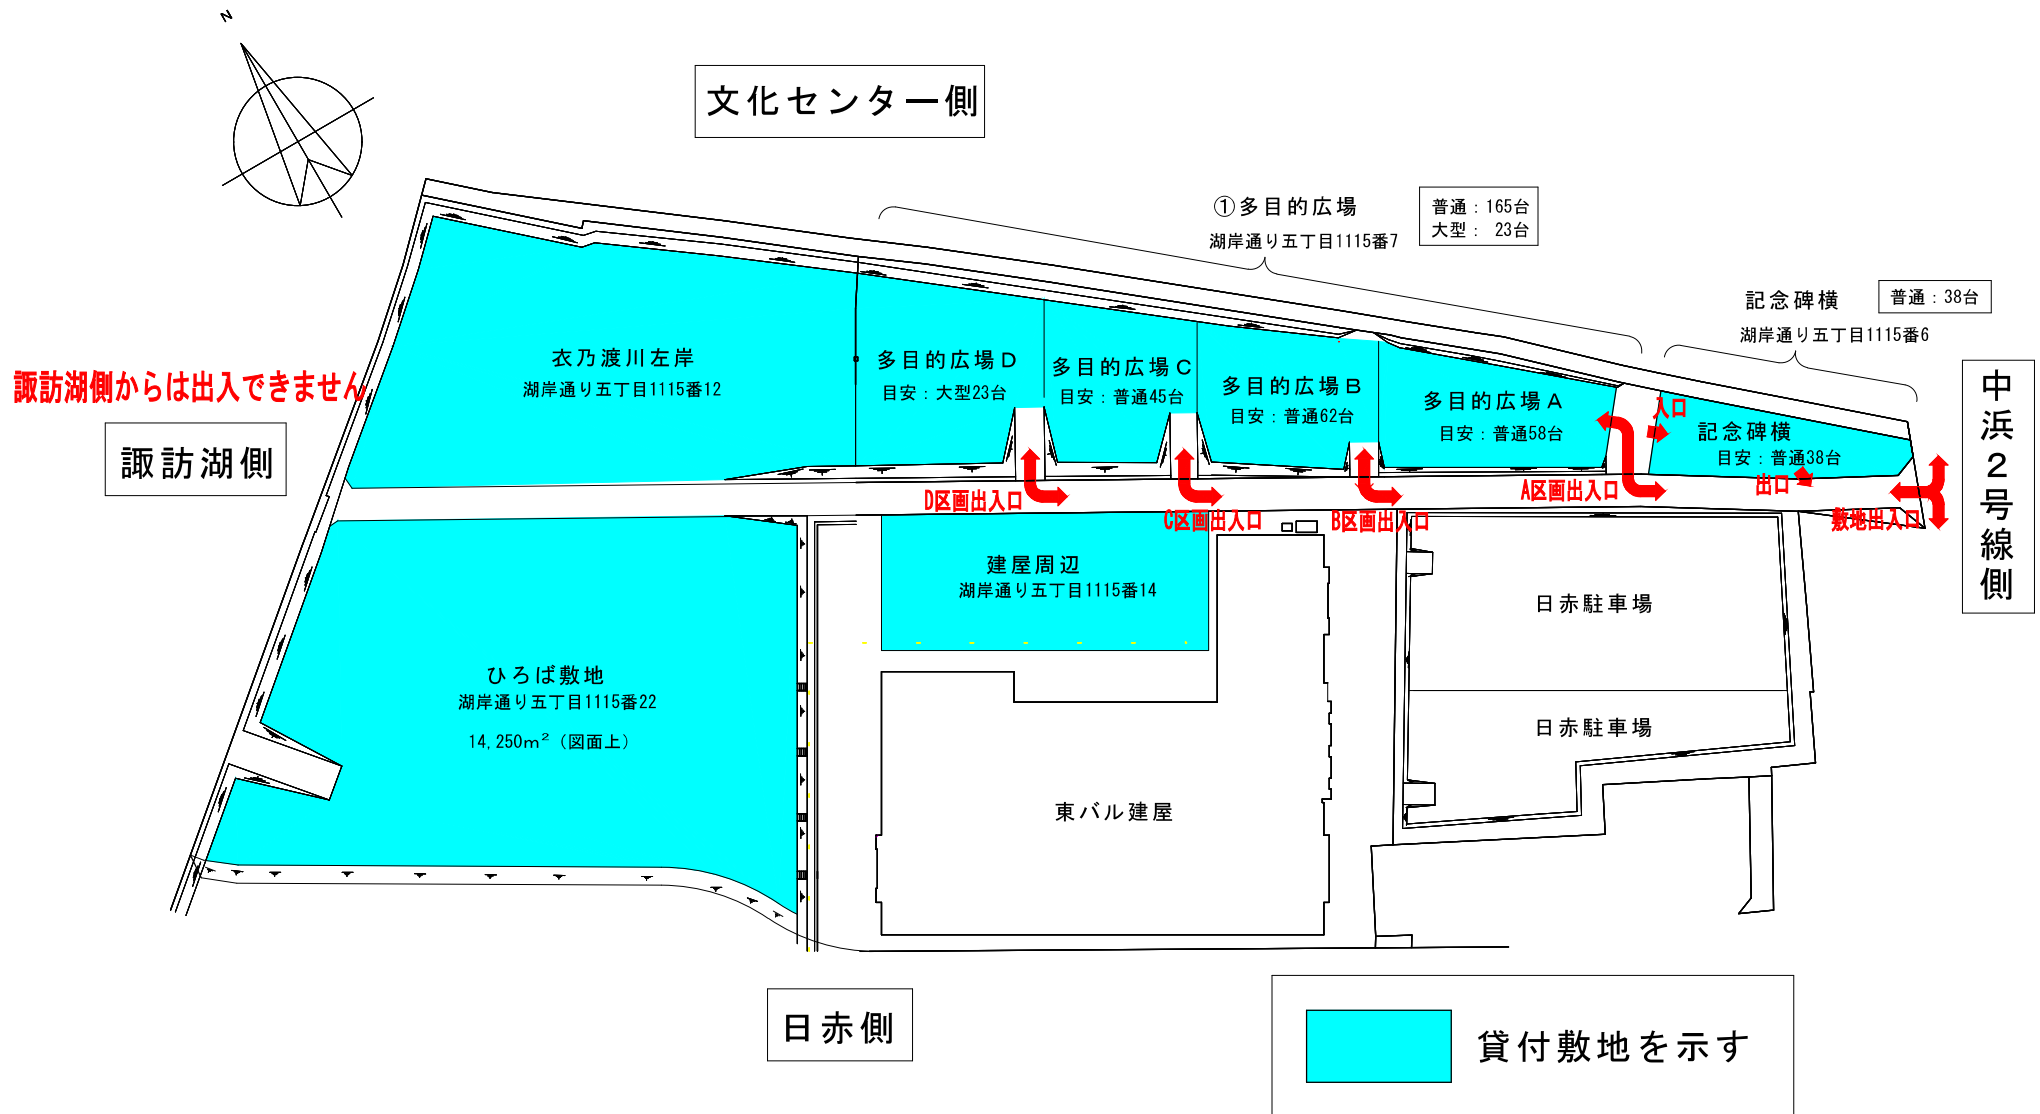 N
文化センター側
①多目的広場
湖岸通り五丁目1115番7
普通：165台
大型： 23台
記念碑横
湖岸通り五丁目1115番6
普通：38台
中浜2号線側
諏訪湖側からは出入できません
諏訪湖側
衣乃渡川左岸
湖岸通り五丁目1115番12
多目的広場D
目安：大型23台
多目的広場C
目安：普通45台
多目的広場B
目安：普通62台
多目的広場A
目安：普通58台
入口
記念碑横
目安：普通38台
出口
D区画出入口
C区画出入口
B区画出入口
A区画出入口
敷地出入口
建屋周辺
湖岸通り五丁目1115番14
日赤駐車場
日赤駐車場
ひろば敷地
湖岸通り五丁目1115番22
14,250m²（図面上）
東バル建屋
日赤側
貸付敷地を示す